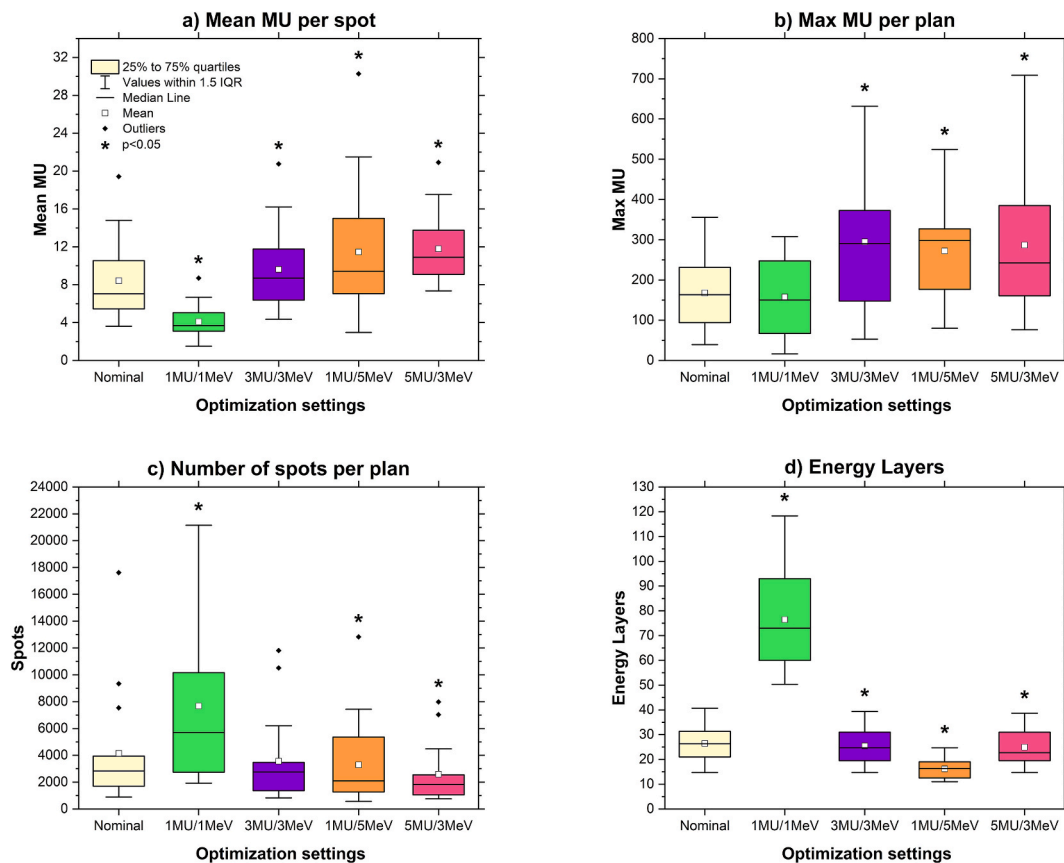 a) Mean MU per spot
36
32
28
24
20
16
12
8
4
0
Mean MU
25% to 75% quartiles
Values within 1.5 IQR
Median Line
Mean
Outliers
* p<0.05
*
*
*
*
Nominal 1MU/1MeV 3MU/3MeV 1MU/5MeV 5MU/3MeV
Optimization settings
b) Max MU per plan
800
700
600
500
400
300
200
100
0
Max MU
*
*
*
Nominal 1MU/1MeV 3MU/3MeV 1MU/5MeV 5MU/3MeV
Optimization settings
c) Number of spots per plan
24000
22000
20000
18000
16000
14000
12000
10000
8000
6000
4000
2000
0
Spots
*
*
*
Nominal 1MU/1MeV 3MU/3MeV 1MU/5MeV 5MU/3MeV
Optimization settings
d) Energy Layers
130
120
110
100
90
80
70
60
50
40
30
20
10
0
Energy Layers
*
*
*
*
Nominal 1MU/1MeV 3MU/3MeV 1MU/5MeV 5MU/3MeV
Optimization settings